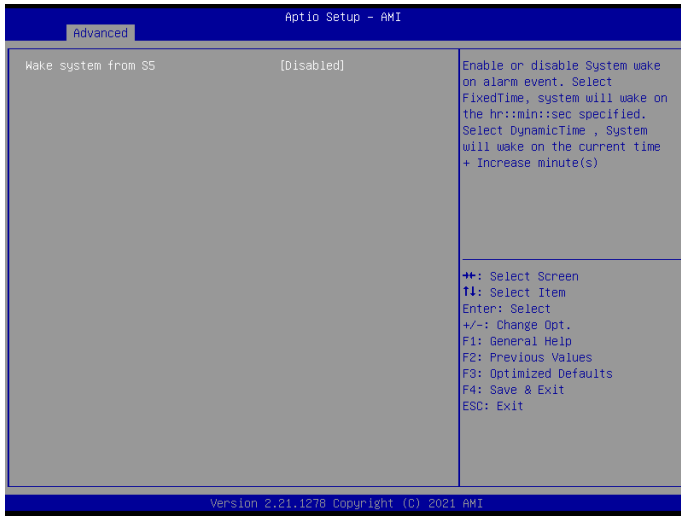 Aptio Setup – AMI
Advanced
Wake system from S5 [Disabled]
Enable or disable System wake
on alarm event. Select
FixedTime, system will wake on
the hr::min::sec specified.
Select DynamicTime , System
will wake on the current time
+ Increase minute(s)
→←: Select Screen
↑↓: Select Item
Enter: Select
+/-: Change Opt.
F1: General Help
F2: Previous Values
F3: Optimized Defaults
F4: Save & Exit
ESC: Exit
Version 2.21.1278 Copyright (C) 2021 AMI